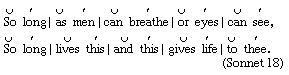 So long | as men | can breathe | or eyes | can see,
So long | lives this | and this | gives life | to thee.
(Sonnet 18)